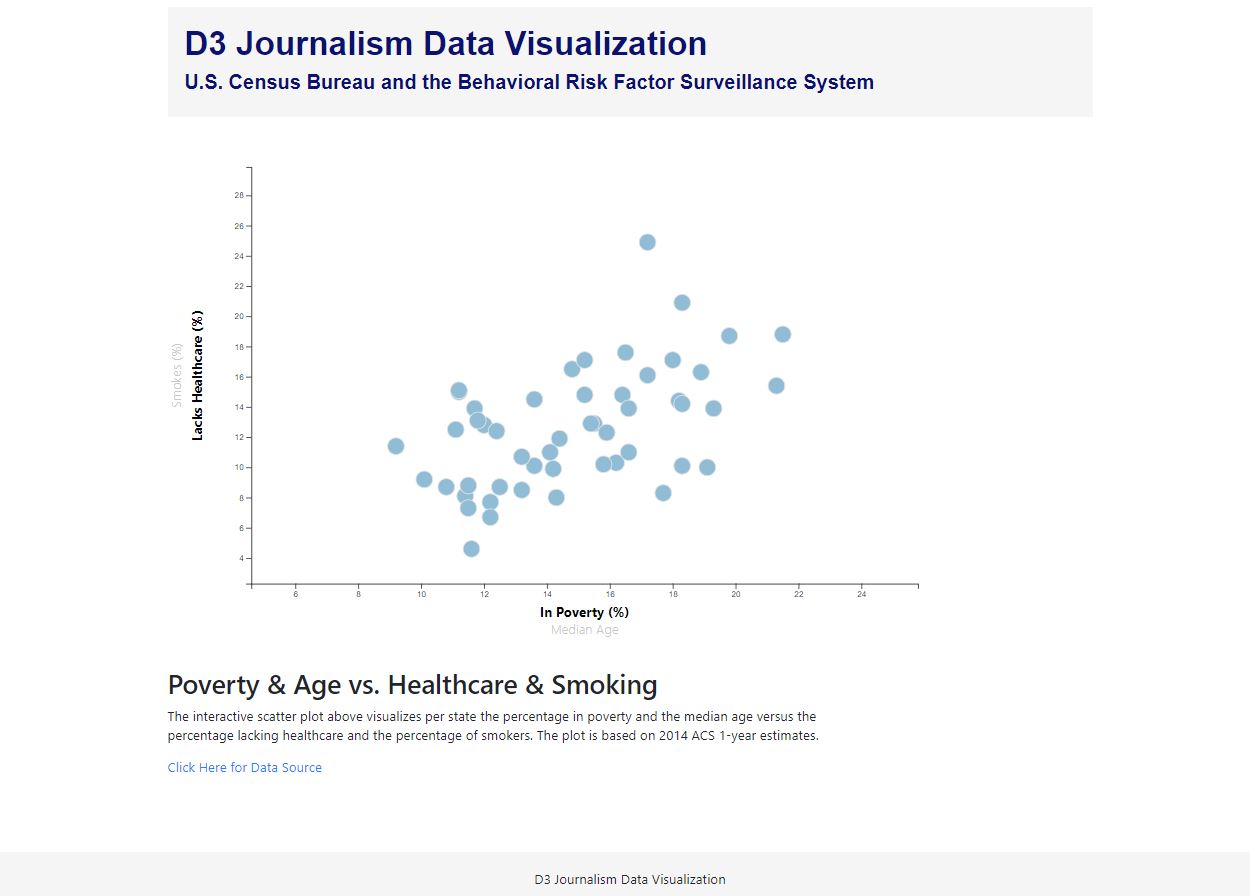 D3 Journalism Data Visualization
U.S. Census Bureau and the Behavioral Risk Factor Surveillance System
28
26
24
22
20
18
16
14
12
10
8
6
4
Smokes (%)
Lacks Healthcare (%)
6
8
10
12
14
16
18
20
22
24
In Poverty (%)
Median Age
Poverty & Age vs. Healthcare & Smoking
The interactive scatter plot above visualizes per state the percentage in poverty and the median age versus the
percentage lacking healthcare and the percentage of smokers. The plot is based on 2014 ACS 1-year estimates.
Click Here for Data Source
D3 Journalism Data Visualization